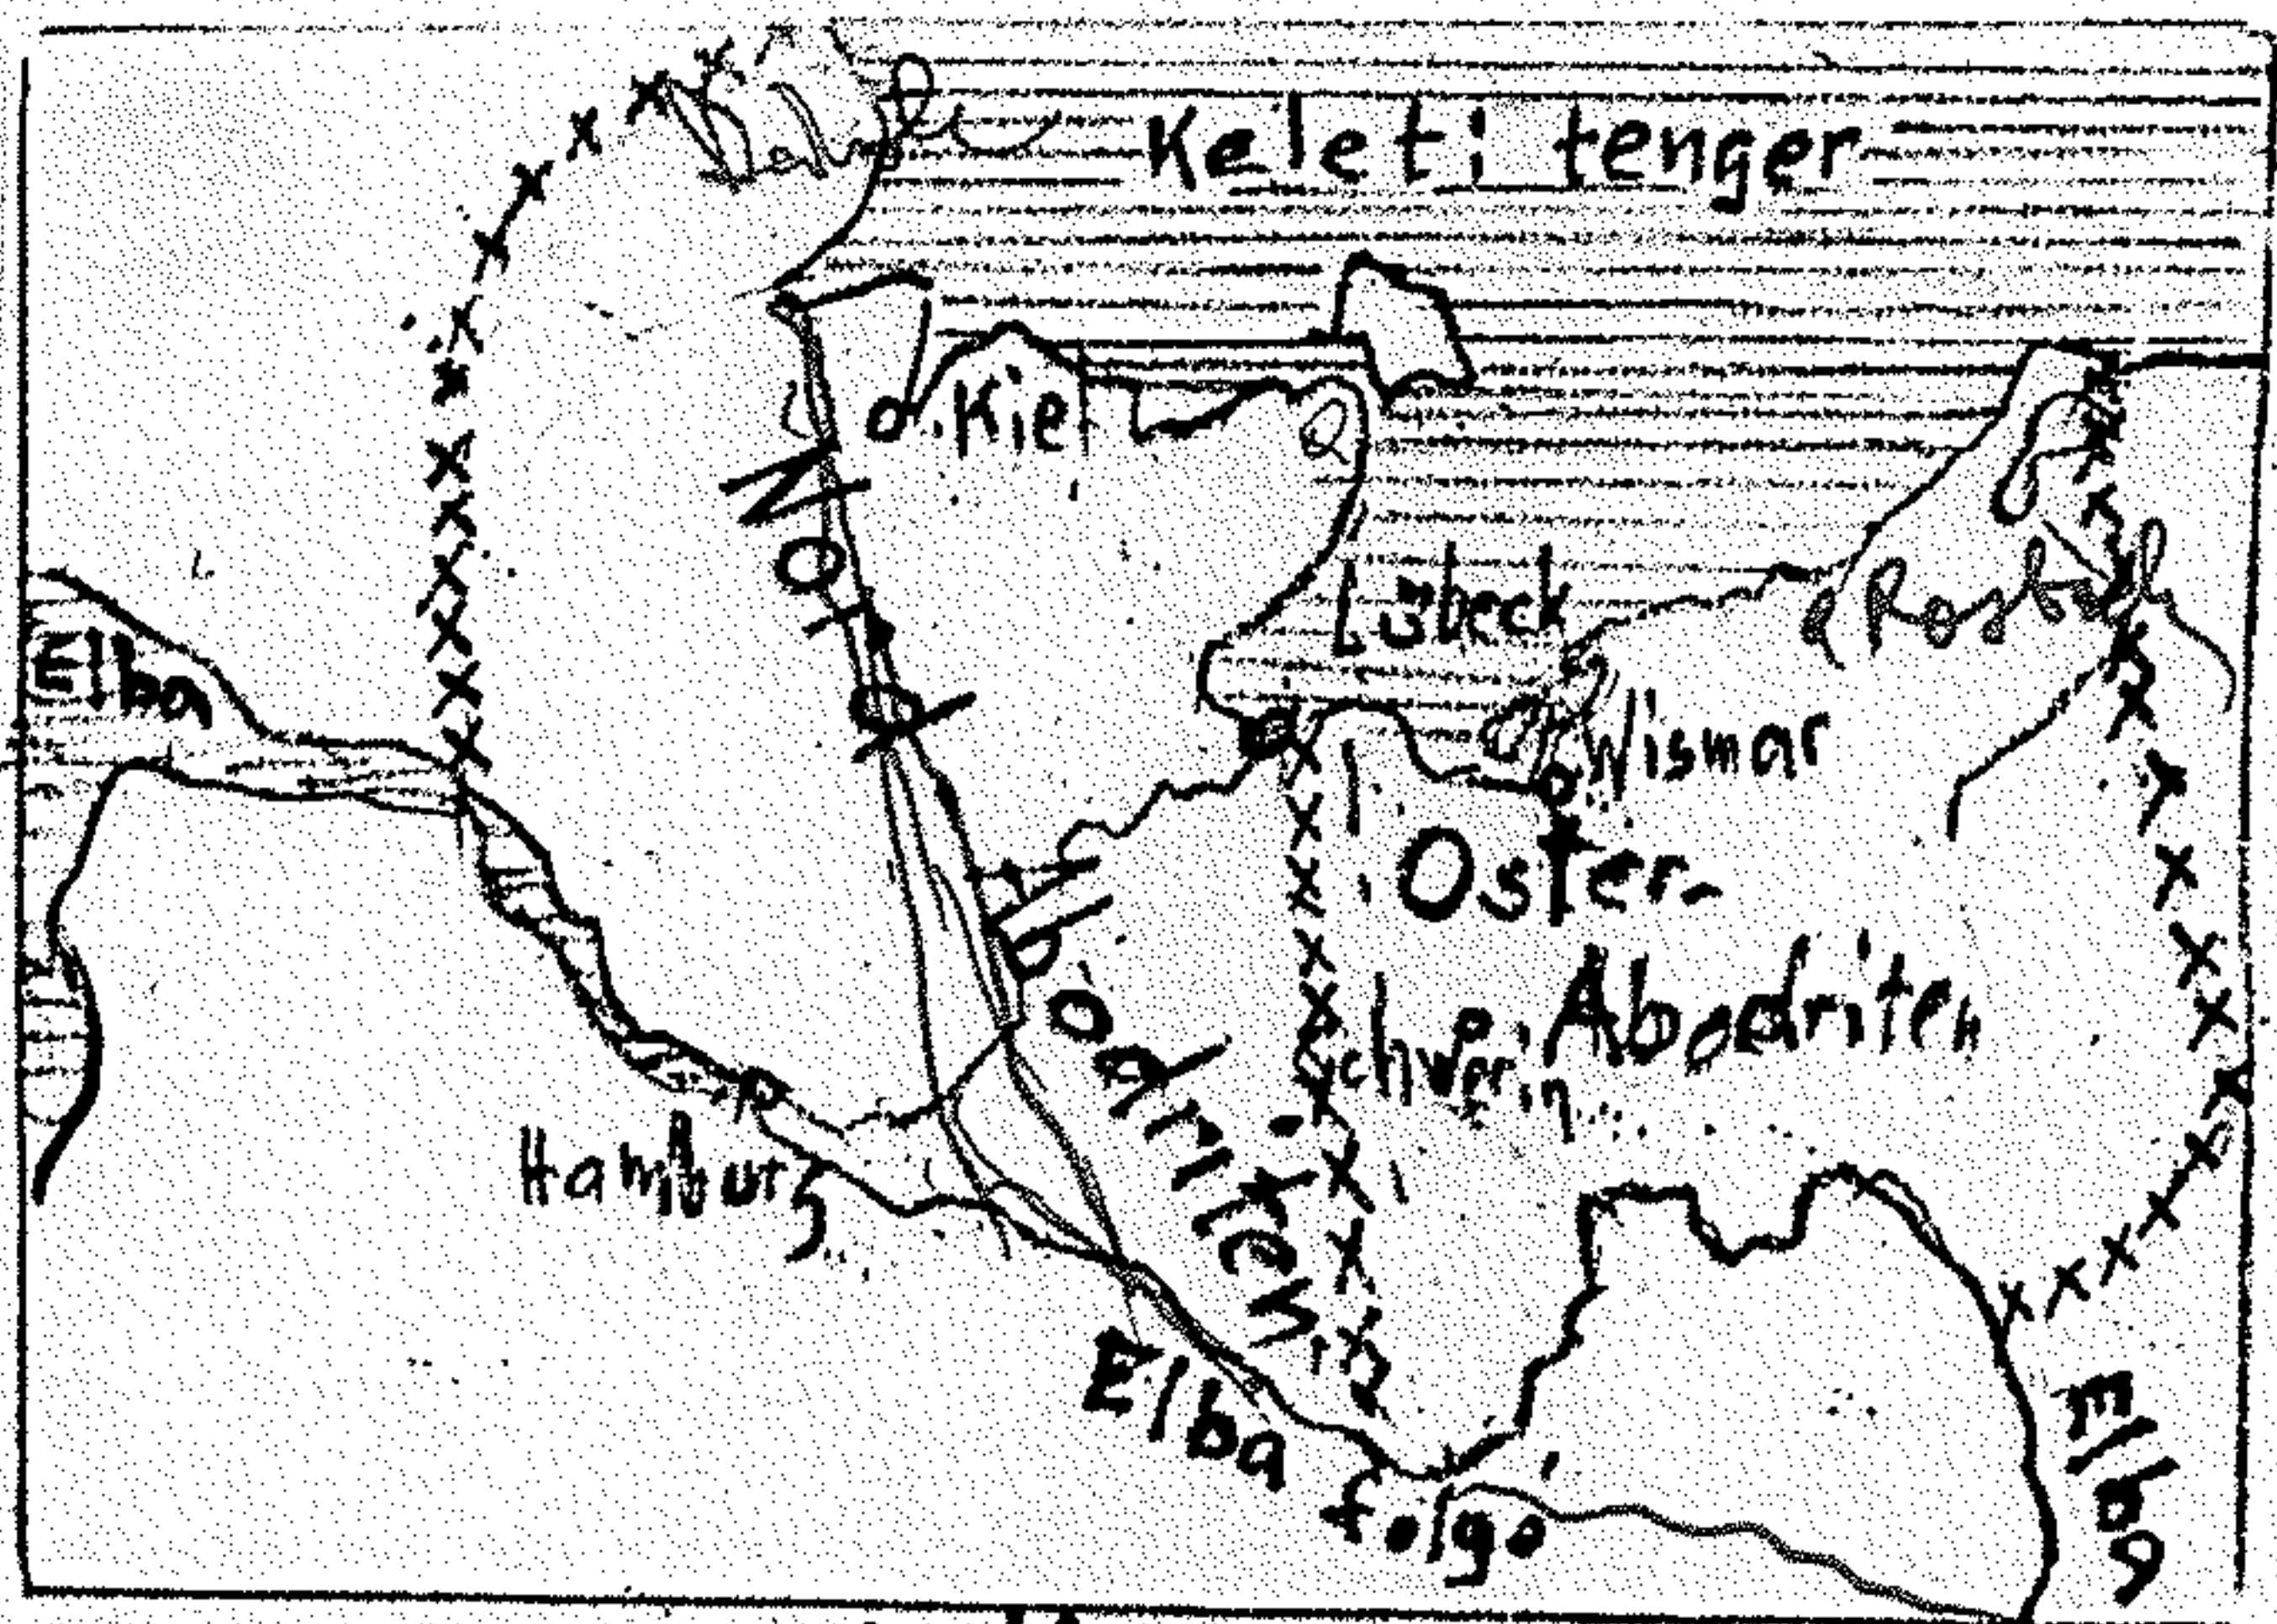 Keleti tenger
Kiel
Lübeck
Rostock
Elba
Wismar
Oster-
Abodriten
Schwerin
Nord
Abodriten
Hamburg
Elba
folyó
Elba